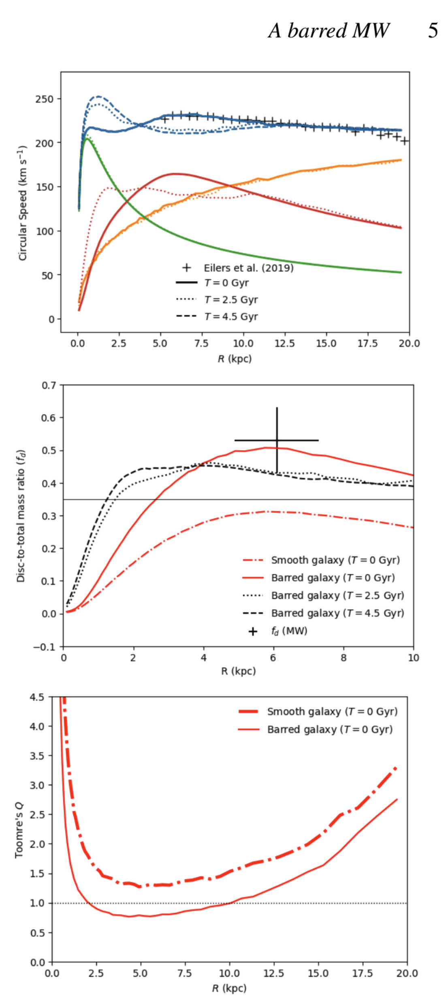 A barred MW 5
250
200
150
100
50
0
Circular Speed (km s⁻¹)
Eilers et al. (2019)
T = 0 Gyr
T = 2.5 Gyr
T = 4.5 Gyr
0.0 2.5 5.0 7.5 10.0 12.5 15.0 17.5 20.0
R (kpc)
0.7
0.6
0.5
0.4
0.3
0.2
0.1
0.0
−0.1
Disc-to-total mass ratio (f_d)
Smooth galaxy (T = 0 Gyr)
Barred galaxy (T = 0 Gyr)
Barred galaxy (T = 2.5 Gyr)
Barred galaxy (T = 4.5 Gyr)
f_d (MW)
0 2 4 6 8 10
R (kpc)
4.5
4.0
3.5
3.0
2.5
2.0
1.5
1.0
0.5
0.0
Toomre's Q
Smooth galaxy (T = 0 Gyr)
Barred galaxy (T = 0 Gyr)
0.0 2.5 5.0 7.5 10.0 12.5 15.0 17.5 20.0
R (kpc)